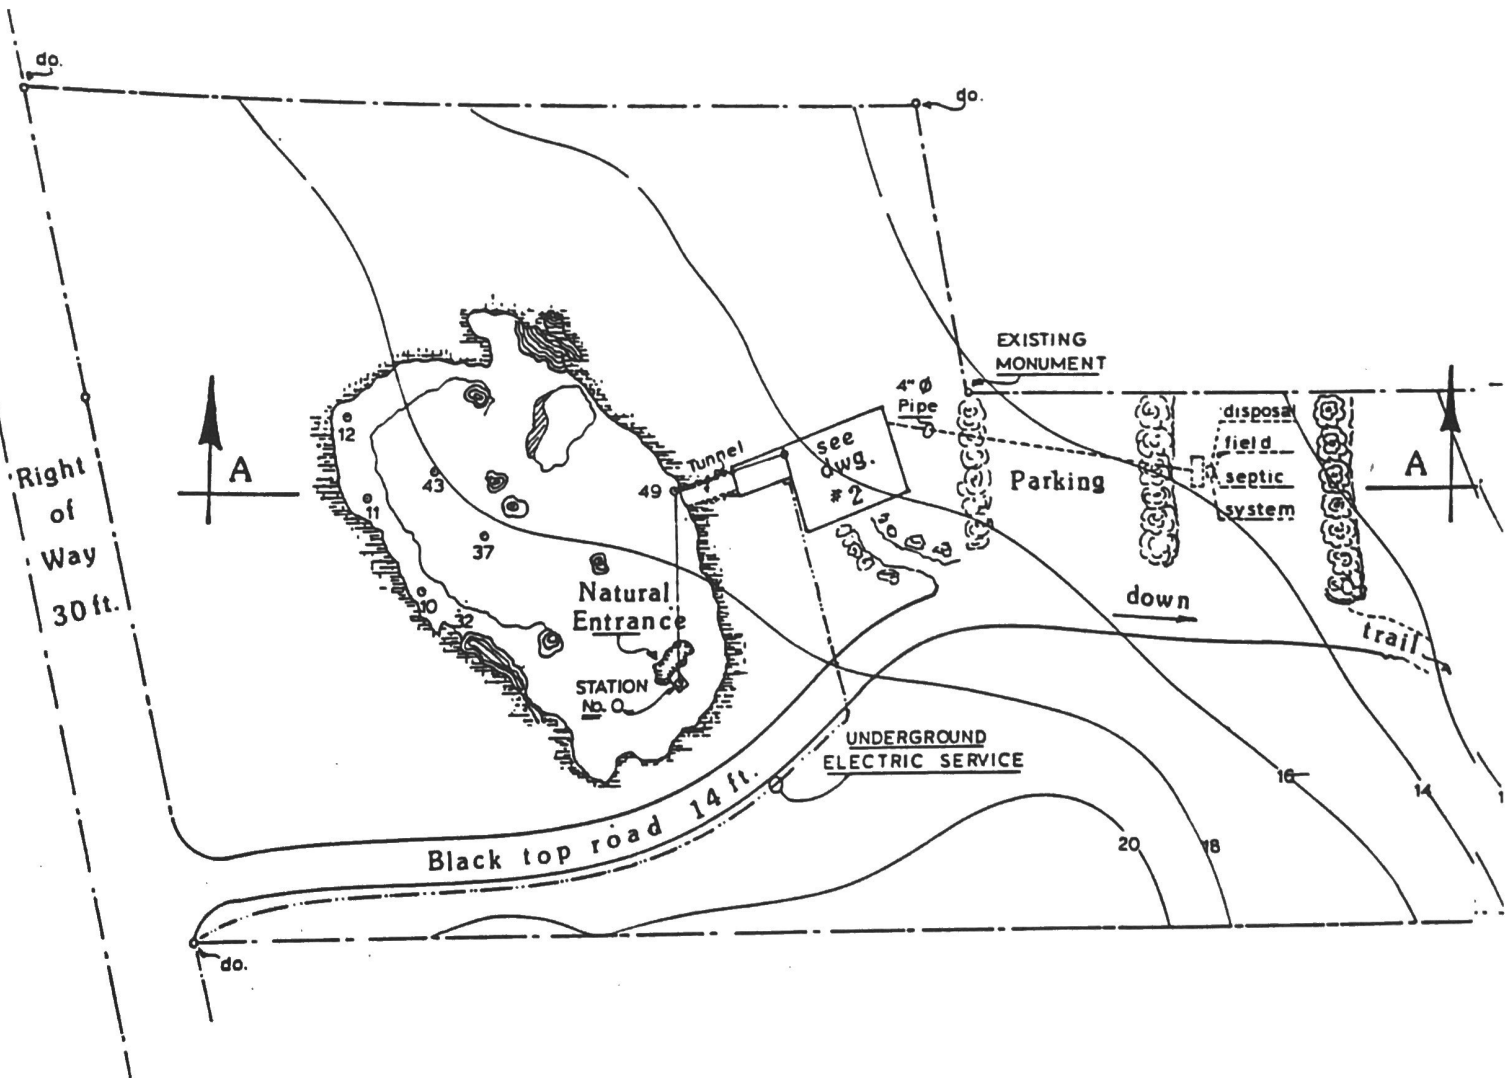 do.
do.
EXISTING
MONUMENT
4" Ø
Pipe
see
dwg.
#2
Tunnel
49
Parking
disposal
field
septic
system
A
A
12
43
11
37
10
32
Right
of
Way
30 ft.
Natural
Entrance
STATION
No. 0
down
trail
UNDERGROUND
ELECTRIC SERVICE
Black top road 14 ft.
20
18
16
14
1
do.